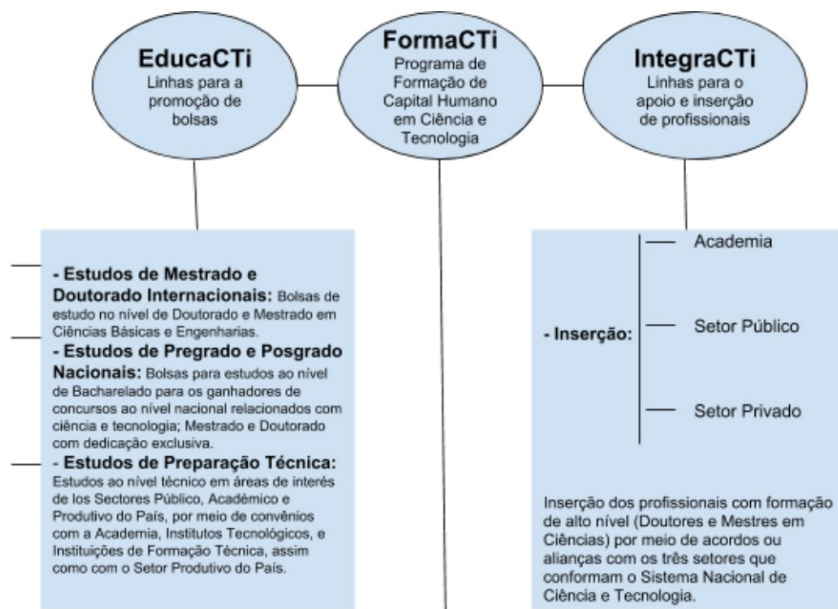 EducaCTi
Linhas para a
promoção de
bolsas
FormaCTi
Programa de
Formação de
Capital Humano
em Ciência e
Tecnologia
IntegraCTi
Linhas para o
apoio e inserção
de profissionais
- Estudos de Mestrado e
Doutorado Internacionais: Bolsas de
estudo no nível de Doutorado e Mestrado em
Ciências Básicas e Engenharias.
- Estudos de Pregrado e Posgrado
Nacionais: Bolsas para estudos ao nível
de Bacharelado para os ganhadores de
concursos ao nível nacional relacionados com
ciência e tecnologia; Mestrado e Doutorado
com dedicação exclusiva.
- Estudos de Preparação Técnica:
Estudos ao nível técnico em áreas de interés
de los Sectores Público, Académico e
Produtivo do País, por meio de convênios
com a Academia, Institutos Tecnológicos, e
Instituições de Formação Técnica, assim
como com o Setor Produtivo do País.
- Inserção:
Academia
Setor Público
Setor Privado
Inserção dos profissionais com formação
de alto nível (Doutores e Mestres em
Ciências) por meio de acordos ou
alianças com os três setores que
conformam o Sistema Nacional de
Ciência e Tecnologia.